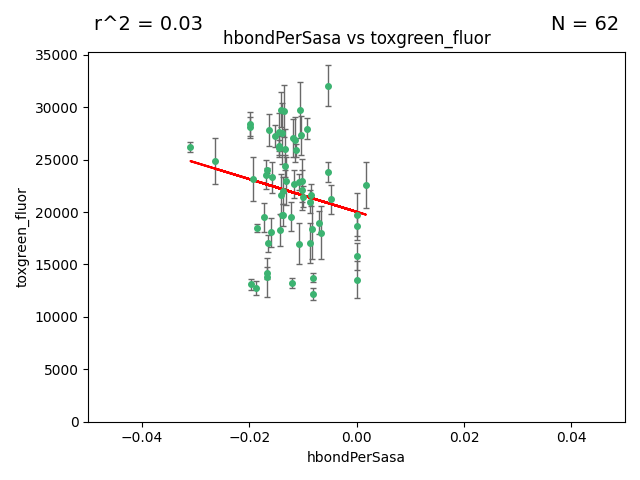 r^2 = 0.03
N = 62
hbondPerSasa vs toxgreen_fluor
35000
30000
25000
20000
15000
10000
5000
0
toxgreen_fluor
−0.04
−0.02
0.00
0.02
0.04
hbondPerSasa